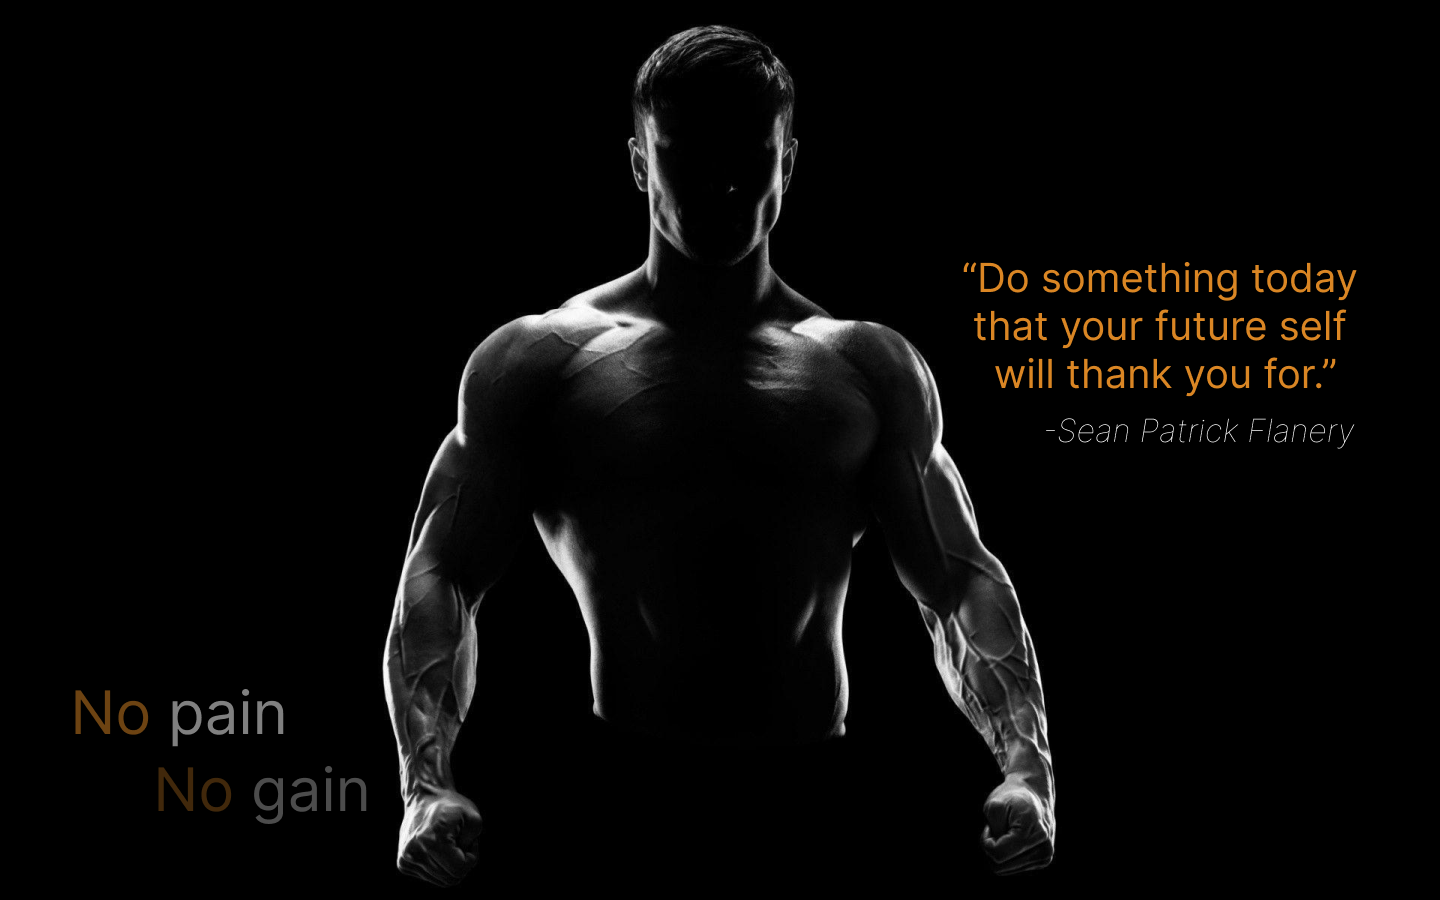 “Do something today
that your future self
will thank you for.”
-Sean Patrick Flanery
No pain
No gain